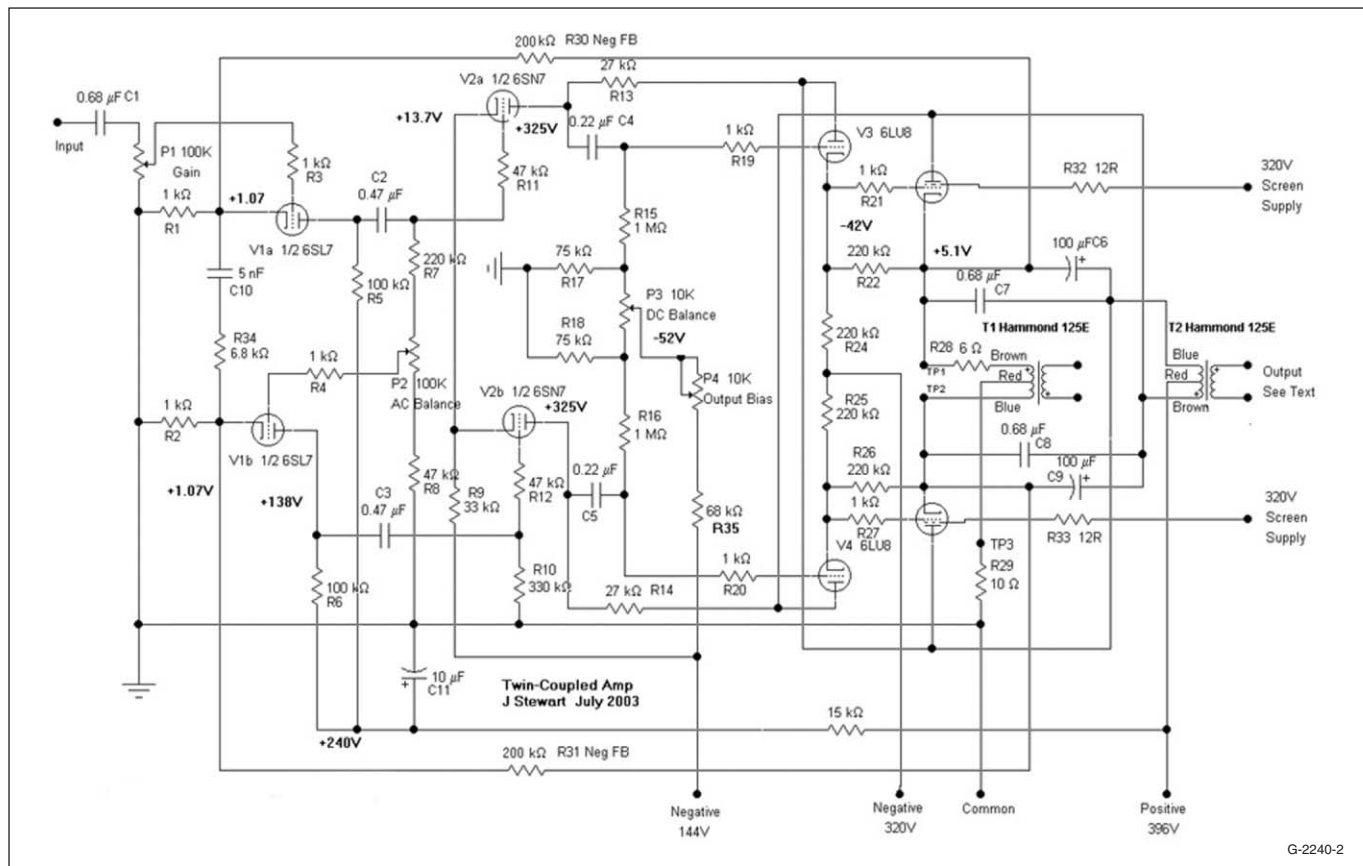 200 kΩ R30 Neg FB
V2a 1/2 6SN7
27 kΩ
R13
0.68 µF C1
+13.7V
+325V
0.22 µF C4
V3 6LU8
Input
P1 100K
Gain
1 kΩ
R3
C2
0.47 µF
47 kΩ
R11
1 kΩ
R19
1 kΩ
R21
R32 12R
320V
Screen
Supply
1 kΩ
R1
+1.07
V1a 1/2 6SL7
R15
1 MΩ
-42V
5 nF
C10
100 kΩ
R5
220 kΩ
R7
75 kΩ
R17
220 kΩ
R22
+5.1V
100 µFC6
0.68 µF
C7
P3 10K
DC Balance
R18
75 kΩ
-52V
T1 Hammond 125E
T2 Hammond 125E
R34
6.8 kΩ
1 kΩ
R4
P2 100K
AC Balance
220 kΩ
R24
R28 6 Ω
Brown
TP1
Red
TP2
Blue
Blue
Red
Brown
Output
See Text
P4 10K
Output Bias
V2b 1/2 6SN7
+325V
1 kΩ
R2
V1b 1/2 6SL7
R25
220 kΩ
R16
1 MΩ
0.68 µF
C8
+1.07V
+138V
C3
0.47 µF
47 kΩ
R8
R9
33 kΩ
47 kΩ
R12
0.22 µF
C5
68 kΩ
R35
R26
220 kΩ
1 kΩ
R27
100 µF
C9
R33 12R
320V
Screen
Supply
V4 6LU8
TP3
R29
10 Ω
100 kΩ
R6
R10
330 kΩ
27 kΩ R14
1 kΩ
R20
10 µF
C11
Twin-Coupled Amp
J Stewart July 2003
+240V
15 kΩ
200 kΩ R31 Neg FB
Negative
144V
Negative
320V
Common
Positive
396V
G-2240-2